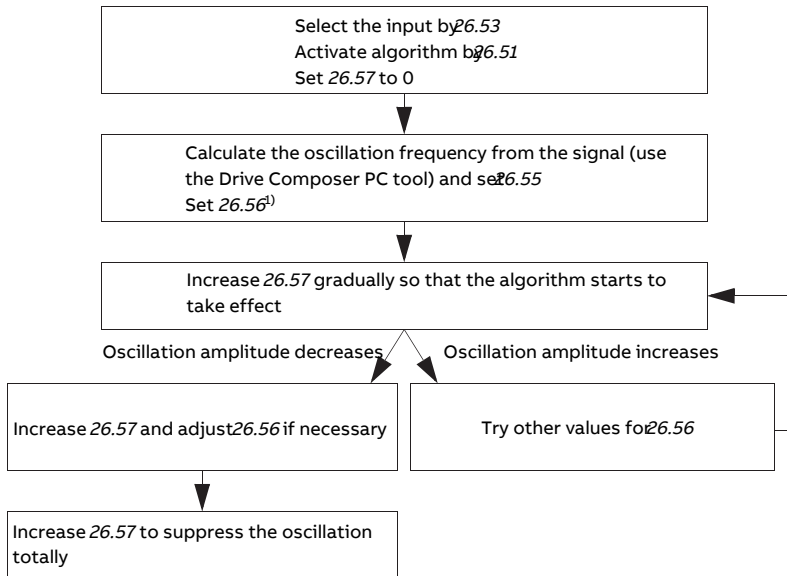 Select the input by 26.53
Activate algorithm by 26.51
Set 26.57 to 0
Calculate the oscillation frequency from the signal (use
the Drive Composer PC tool) and set 26.55
Set 26.56¹⁾
Increase 26.57 gradually so that the algorithm starts to
take effect
Oscillation amplitude decreases
Oscillation amplitude increases
Increase 26.57 and adjust 26.56 if necessary
Try other values for 26.56
Increase 26.57 to suppress the oscillation
totally